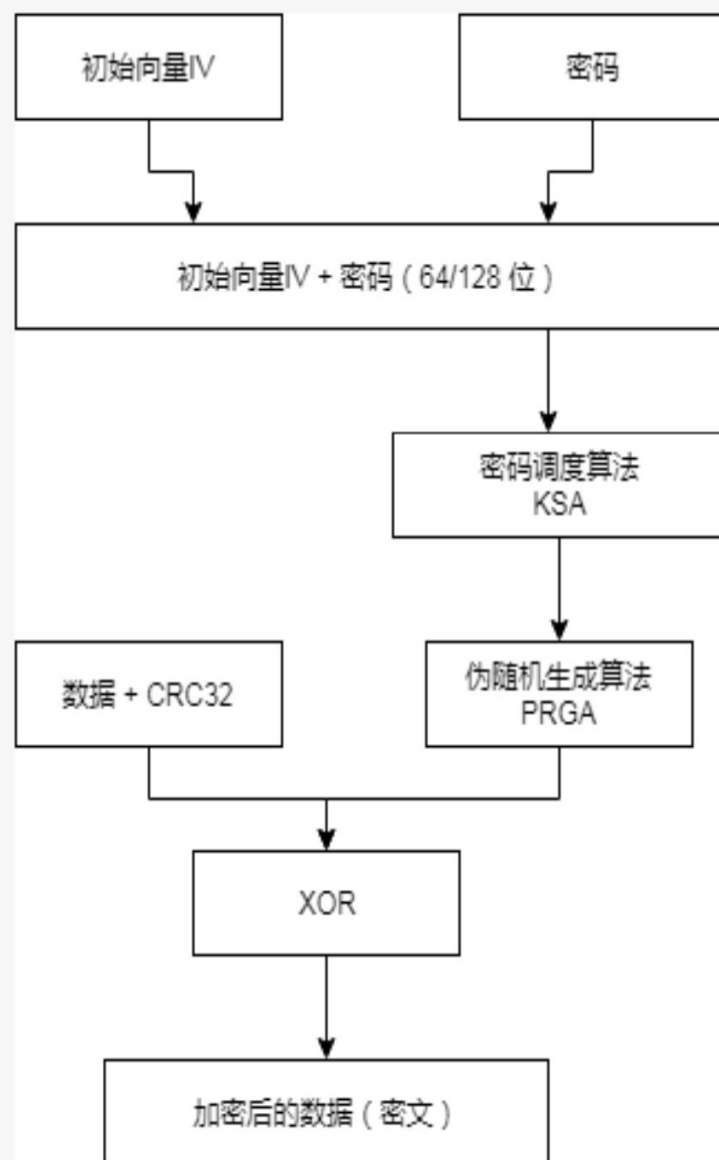 初始向量IV
密码
初始向量IV + 密码（64/128 位）
密码调度算法
KSA
数据 + CRC32
伪随机生成算法
PRGA
XOR
加密后的数据（密文）